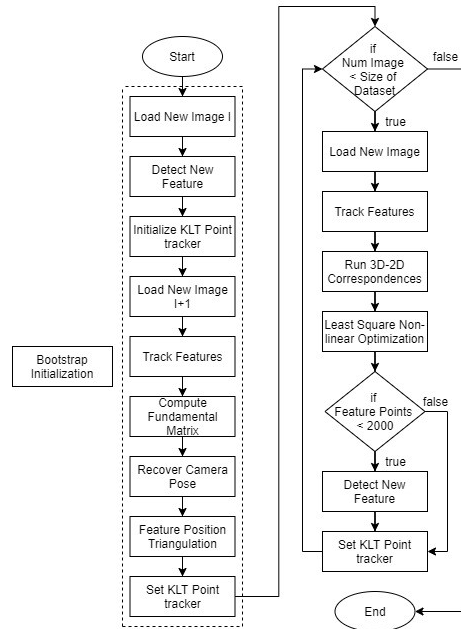 Start
Load New Image I
Detect New
Feature
Initialize KLT Point
tracker
Load New Image
I+1
Track Features
Compute
Fundamental
Matrix
Recover Camera
Pose
Feature Position
Triangulation
Set KLT Point
tracker
Bootstrap
Initialization
if
Num Image
< Size of
Dataset
false
true
Load New Image
Track Features
Run 3D-2D
Correspondences
Least Square Non-
linear Optimization
if
Feature Points
< 2000
false
true
Detect New
Feature
Set KLT Point
tracker
End